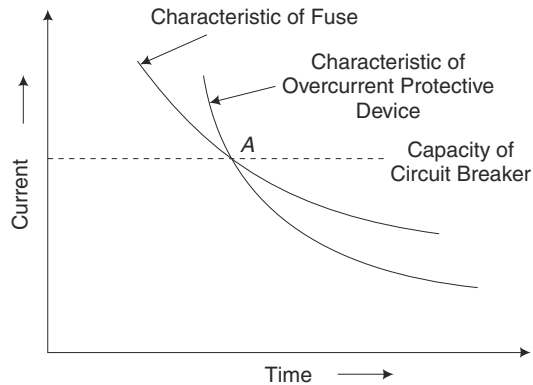 Characteristic of Fuse
Characteristic of
Overcurrent Protective
Device
A
Capacity of
Circuit Breaker
Current
Time